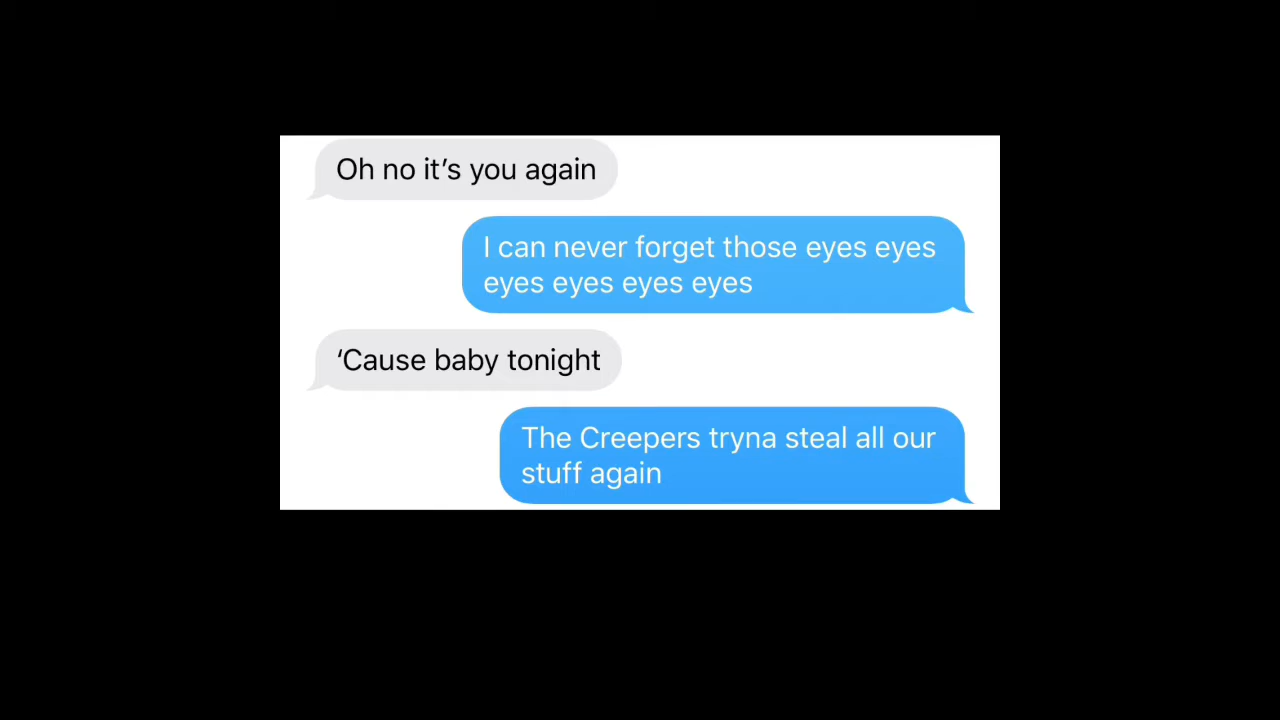 Oh no it’s you again
I can never forget those eyes eyes
eyes eyes eyes eyes
‘Cause baby tonight
The Creepers tryna steal all our
stuff again